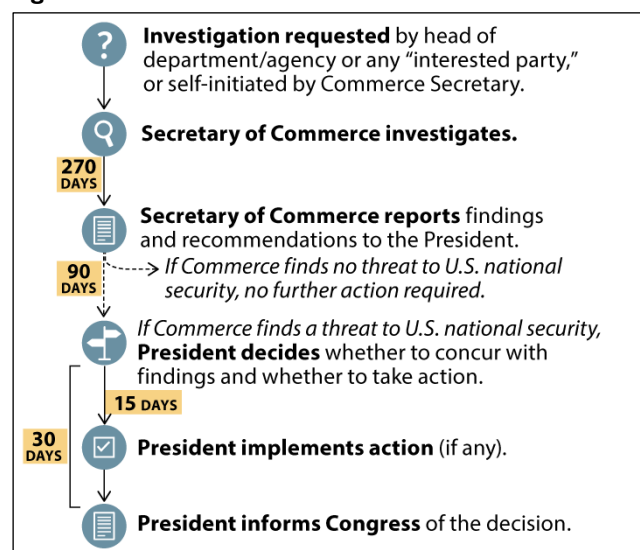 ?
Investigation requested by head of
department/agency or any “interested party,”
or self-initiated by Commerce Secretary.
Secretary of Commerce investigates.
270
DAYS
Secretary of Commerce reports findings
and recommendations to the President.
90
DAYS
If Commerce finds no threat to U.S. national
security, no further action required.
If Commerce finds a threat to U.S. national security,
President decides whether to concur with
findings and whether to take action.
15 DAYS
30
DAYS
President implements action (if any).
President informs Congress of the decision.